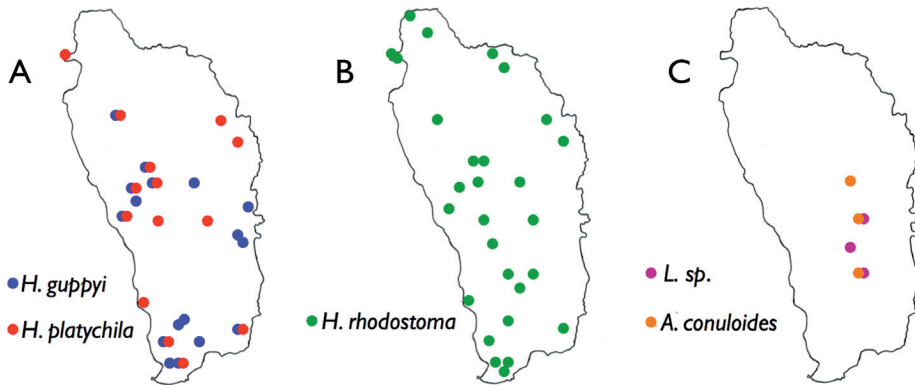 A
B
C
H. guppyi
H. platychila
H. rhodostoma
L. sp.
A. conuloides